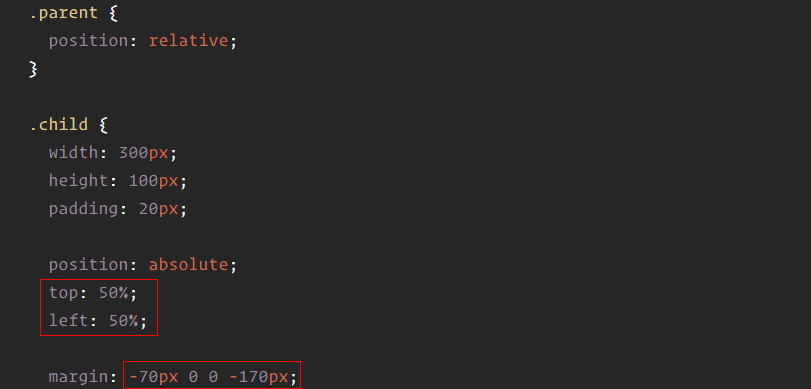 .parent {
position: relative;
}
.child {
width: 300px;
height: 100px;
padding: 20px;
position: absolute;
top: 50%;
left: 50%;
margin: -70px 0 0 -170px;